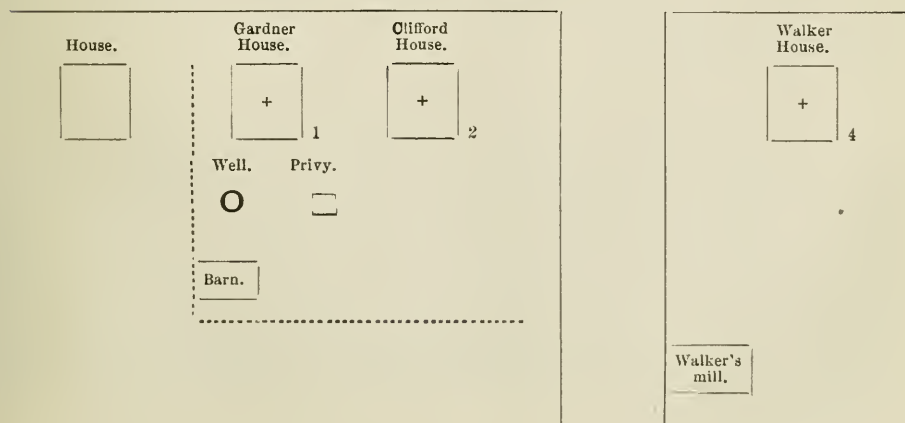 House.
Gardner
House.
Clifford
House.
Walker
House.
+
+
+
1
2
4
Well.
Privy.
O
Barn.
Walker's
mill.